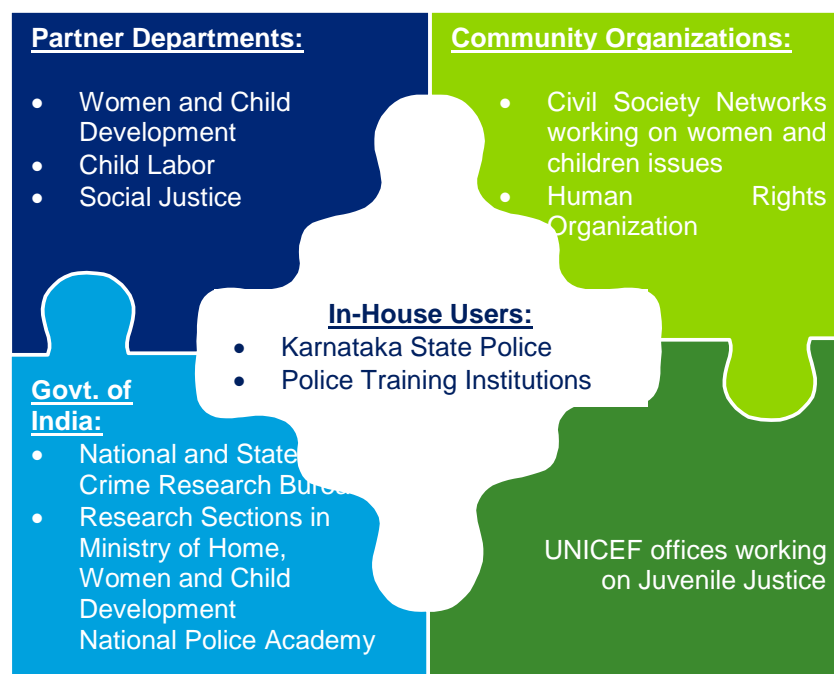 Partner Departments:
• Women and Child
Development
• Child Labor
• Social Justice
Community Organizations:
• Civil Society Networks
working on women and
children issues
• Human Rights
Organization
In-House Users:
• Karnataka State Police
• Police Training Institutions
Govt. of
India:
• National and State
Crime Research Bureau
• Research Sections in
Ministry of Home,
Women and Child
Development
National Police Academy
UNICEF offices working
on Juvenile Justice